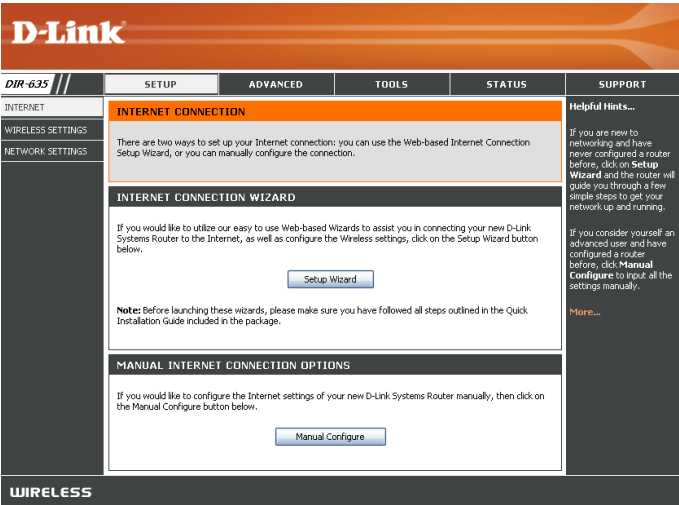 D-Link
DIR-635
SETUP
ADVANCED
TOOLS
STATUS
SUPPORT
INTERNET
WIRELESS SETTINGS
NETWORK SETTINGS
INTERNET CONNECTION
There are two ways to set up your Internet connection: you can use the Web-based Internet Connection
Setup Wizard, or you can manually configure the connection.
INTERNET CONNECTION WIZARD
If you would like to utilize our easy to use Web-based Wizards to assist you in connecting your new D-Link
Systems Router to the Internet, as well as configure the Wireless settings, click on the Setup Wizard button
below.
Setup Wizard
Note: Before launching these wizards, please make sure you have followed all steps outlined in the Quick
Installation Guide included in the package.
MANUAL INTERNET CONNECTION OPTIONS
If you would like to configure the Internet settings of your new D-Link Systems Router manually, then click on
the Manual Configure button below.
Manual Configure
Helpful Hints...
If you are new to
networking and have
never configured a router
before, click on Setup
Wizard and the router will
guide you through a few
simple steps to get your
network up and running.
If you consider yourself an
advanced user and have
configured a router
before, click Manual
Configure to input all the
settings manually.
More...
WIRELESS